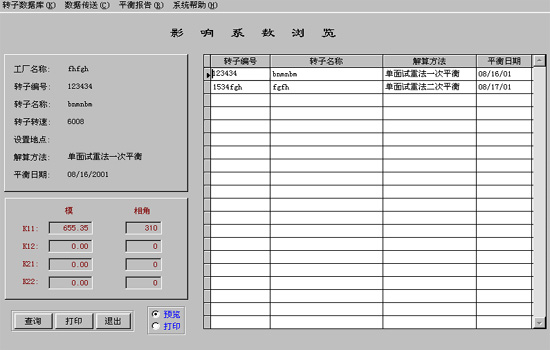 转子数据库(K) 数据传送(C) 平衡报告(R) 系统帮助(H)
影 响 系 数 浏 览
工厂名称: fhfgh
转子编号: 123434
转子名称: bnmnbm
转子转速: 6008
设置地点:
解算方法: 单面试重法一次平衡
平衡日期: 08/16/2001
模 相角
K11: 655.35 310
K12: 0.00 0
K21: 0.00 0
K22: 0.00 0
查询 打印 退出
预览
打印
转子编号 转子名称 解算方法 平衡日期
123434 bnmnbm 单面试重法一次平衡 08/16/01
1534fgh fgfh 单面试重法二次平衡 08/17/01